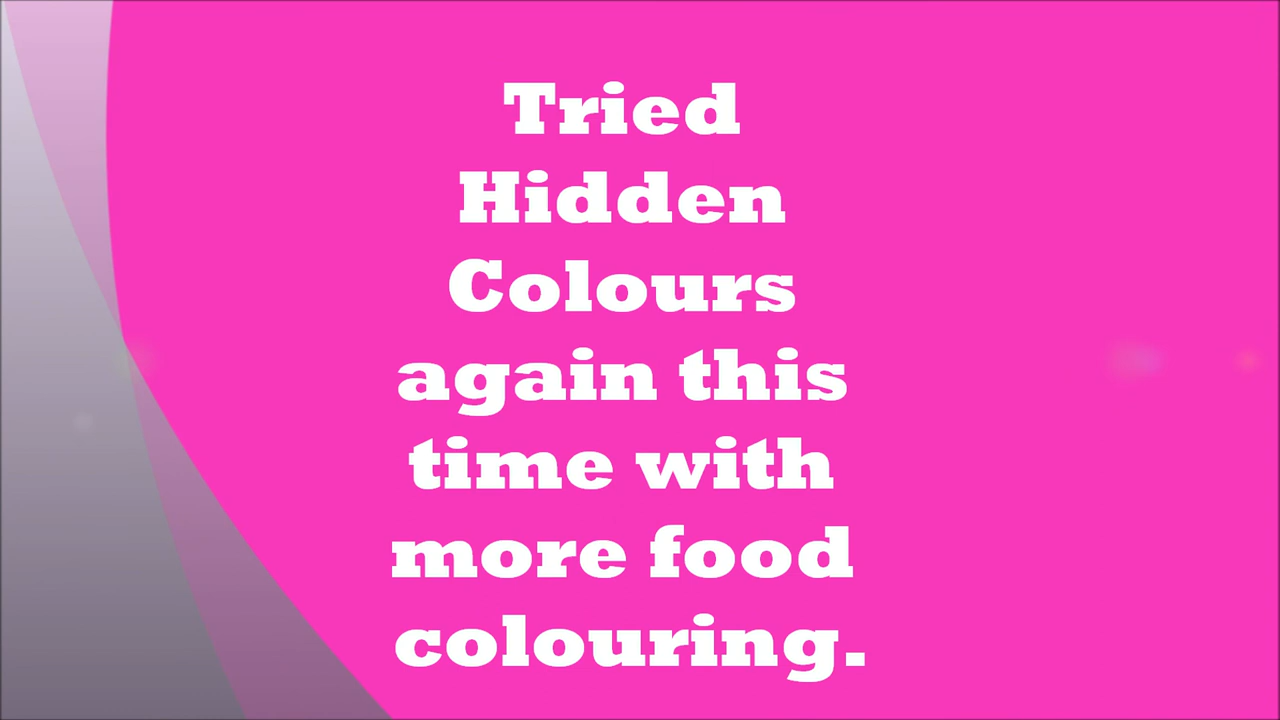 Tried
Hidden
Colours
again this
time with
more food
colouring.